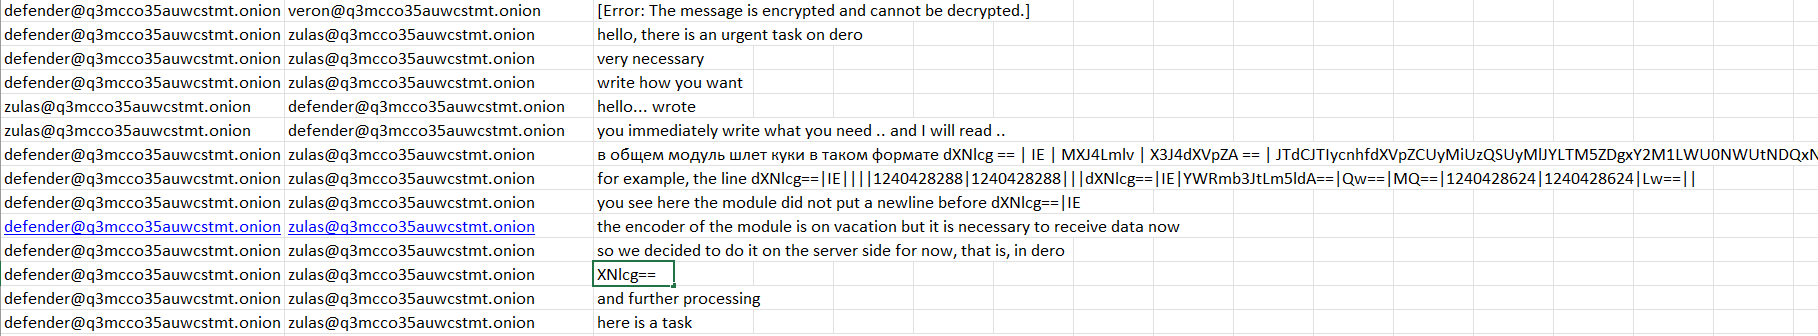 defender@q3mcco35auwcstmt.onion veron@q3mcco35auwcstmt.onion [Error: The message is encrypted and cannot be decrypted.]
defender@q3mcco35auwcstmt.onion zulas@q3mcco35auwcstmt.onion hello, there is an urgent task on dero
defender@q3mcco35auwcstmt.onion zulas@q3mcco35auwcstmt.onion very necessary
defender@q3mcco35auwcstmt.onion zulas@q3mcco35auwcstmt.onion write how you want
zulas@q3mcco35auwcstmt.onion defender@q3mcco35auwcstmt.onion hello... wrote
zulas@q3mcco35auwcstmt.onion defender@q3mcco35auwcstmt.onion you immediately write what you need .. and I will read ..
defender@q3mcco35auwcstmt.onion zulas@q3mcco35auwcstmt.onion в общем модуль шлет куки в таком формате dXNlcg == | IE | MXJ4Lmlv | X3J4dXVpZA == | JTdCJTIycnhfdXVpZCUyMiUzQSUyMlJYLTM5ZDgxY2M1LWU0NWUtNDQxN
defender@q3mcco35auwcstmt.onion zulas@q3mcco35auwcstmt.onion for example, the line dXNlcg==|IE||||1240428288|1240428288|||dXNlcg==|IE|YWRmb3JtLm5ldA==|Qw==|MQ==|1240428624|1240428624|Lw==||
defender@q3mcco35auwcstmt.onion zulas@q3mcco35auwcstmt.onion you see here the module did not put a newline before dXNlcg==|IE
defender@q3mcco35auwcstmt.onion zulas@q3mcco35auwcstmt.onion the encoder of the module is on vacation but it is necessary to receive data now
defender@q3mcco35auwcstmt.onion zulas@q3mcco35auwcstmt.onion so we decided to do it on the server side for now, that is, in dero
defender@q3mcco35auwcstmt.onion zulas@q3mcco35auwcstmt.onion XNlcg==
defender@q3mcco35auwcstmt.onion zulas@q3mcco35auwcstmt.onion and further processing
defender@q3mcco35auwcstmt.onion zulas@q3mcco35auwcstmt.onion here is a task